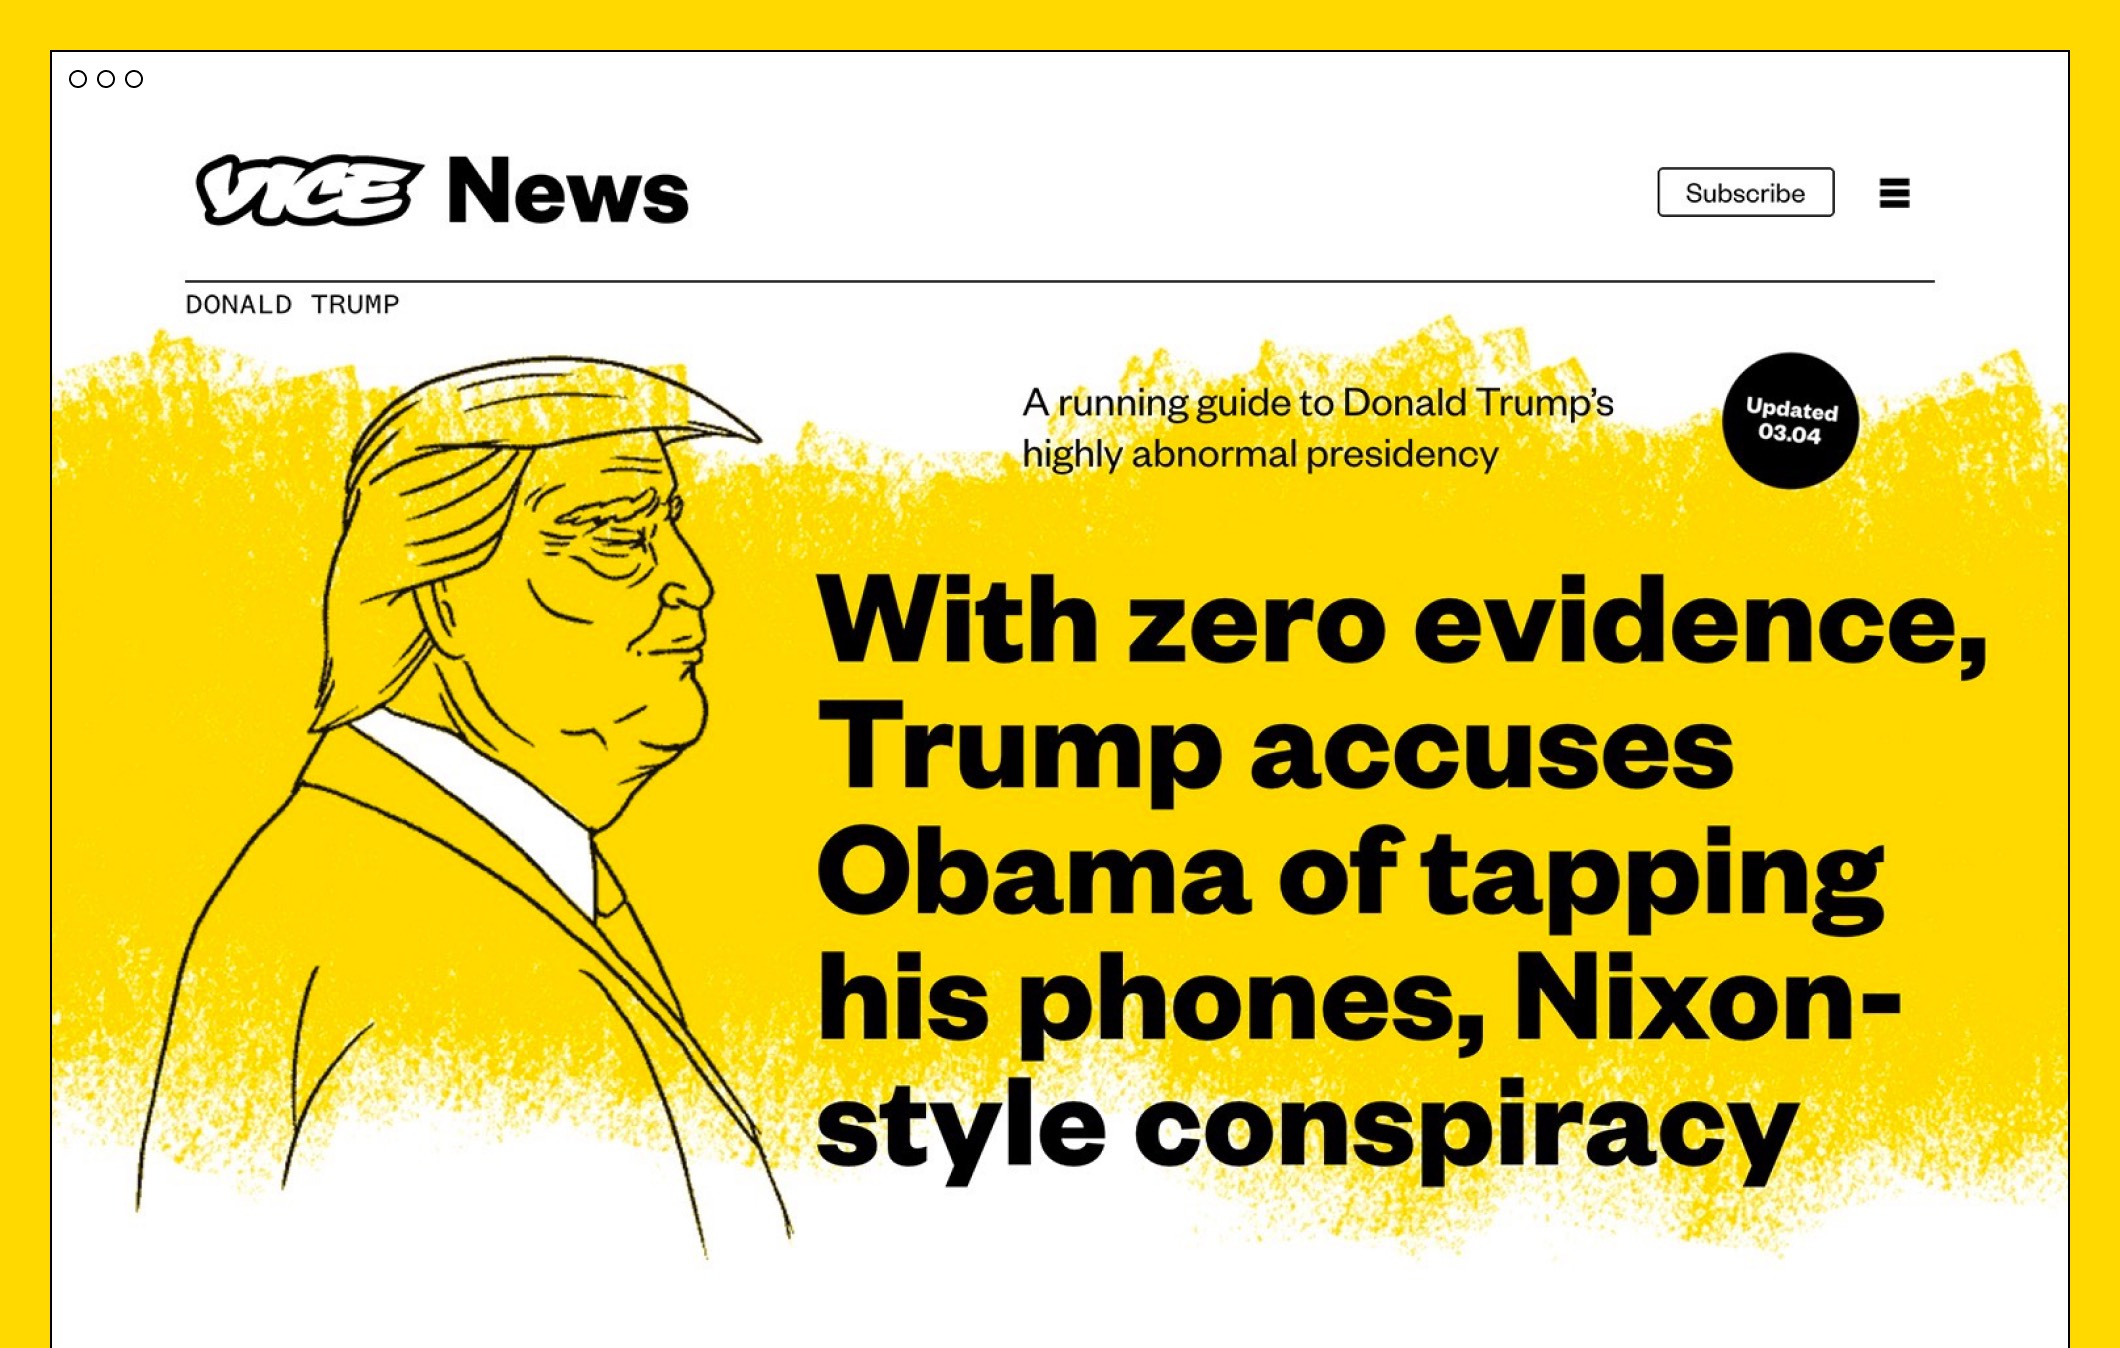 VICE News
Subscribe
DONALD TRUMP
A running guide to Donald Trump’s
highly abnormal presidency
Updated
03.04
With zero evidence,
Trump accuses
Obama of tapping
his phones, Nixon-
style conspiracy